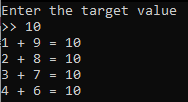 Enter the target value
>> 10
1 + 9 = 10
2 + 8 = 10
3 + 7 = 10
4 + 6 = 10